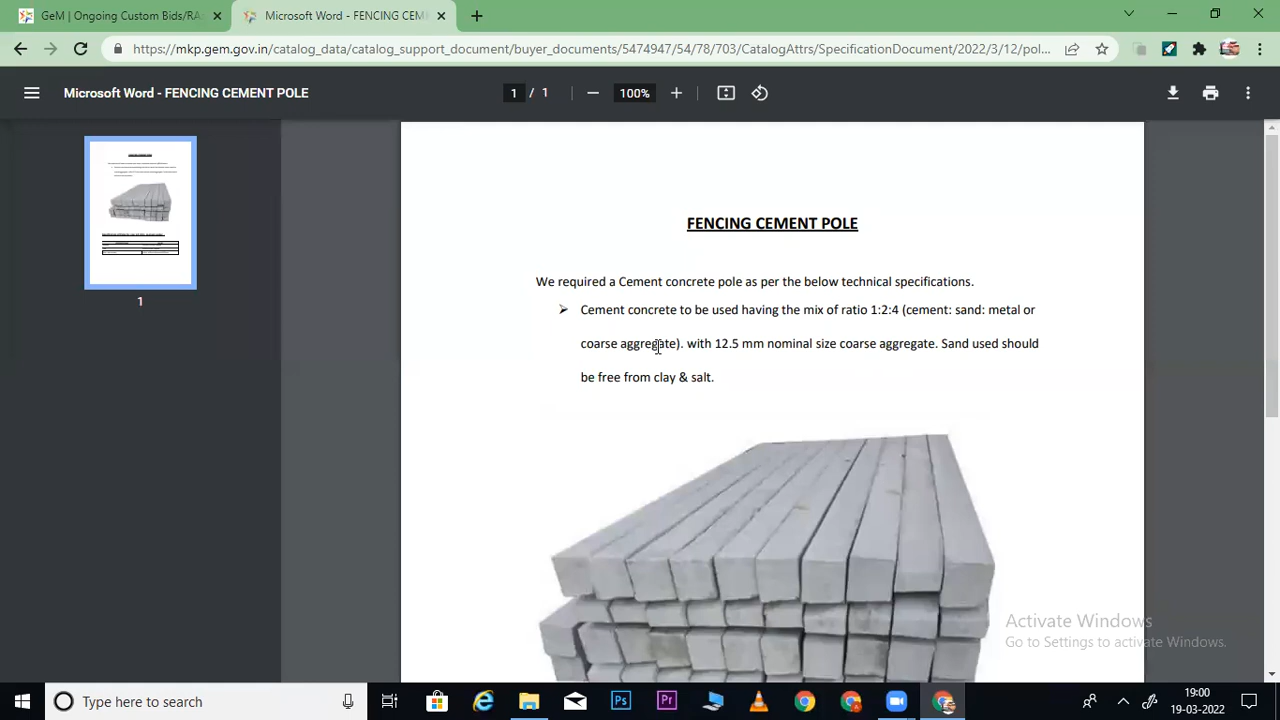 GeM | Ongoing Custom Bids/RA
Microsoft Word - FENCING CEM
https://mkp.gem.gov.in/catalog_data/catalog_support_document/buyer_documents/5474947/54/78/703/CatalogAttrs/SpecificationDocument/2022/3/12/pol...
Microsoft Word - FENCING CEMENT POLE
1 / 1
100%
1
FENCING CEMENT POLE
We required a Cement concrete pole as per the below technical specifications.
➢ Cement concrete to be used having the mix of ratio 1:2:4 (cement: sand: metal or
coarse aggregate). with 12.5 mm nominal size coarse aggregate. Sand used should
be free from clay & salt.
Activate Windows
Go to Settings to activate Windows.
Type here to search
Ps
Pr
19:00
19-03-2022